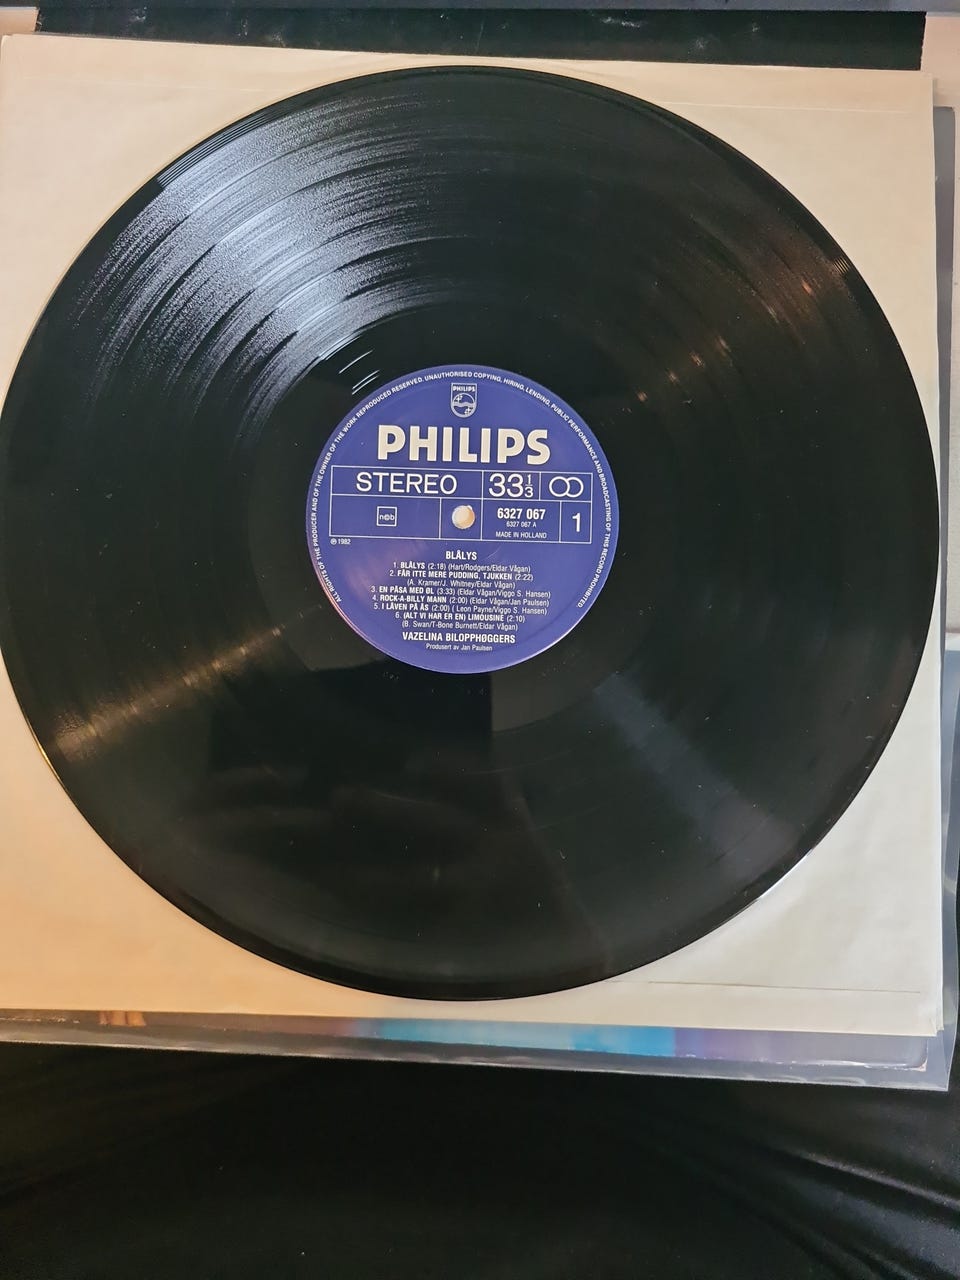 ALL RIGHTS OF THE PRODUCER AND OF THE OWNER OF THE WORK REPRODUCED RESERVED. UNAUTHORISED COPYING, HIRING, LENDING, PUBLIC PERFORMANCE AND BROADCASTING OF THIS RECORD PROHIBITED.
PHILIPS
PHILIPS
STEREO 33 1/3
ncb 6327 067 1
6327 067 A
MADE IN HOLLAND
℗ 1982
BLÅLYS
1. BLÅLYS (2:18) (Hart/Rodgers/Eldar Vågan)
2. FÅR ITTE MERE PUDDING, TJUKKEN (2:22)
(A. Kramer/J. Whitney/Eldar Vågan)
3. EN PÅSA MED ØL (3:33) (Eldar Vågan/Viggo S. Hansen)
4. ROCK-A-BILLY MANN (2:00) (Eldar Vågan/Jan Paulsen)
5. I LÅVEN PÅ ÅS (2:00) ( Leon Payne/Viggo S. Hansen)
6. (ALT VI HAR ER EN) LIMOUSINE (2:10)
(B. Swan/T-Bone Burnett/Eldar Vågan)
VAZELINA BILOPPHØGGERS
Produsert av Jan Paulsen